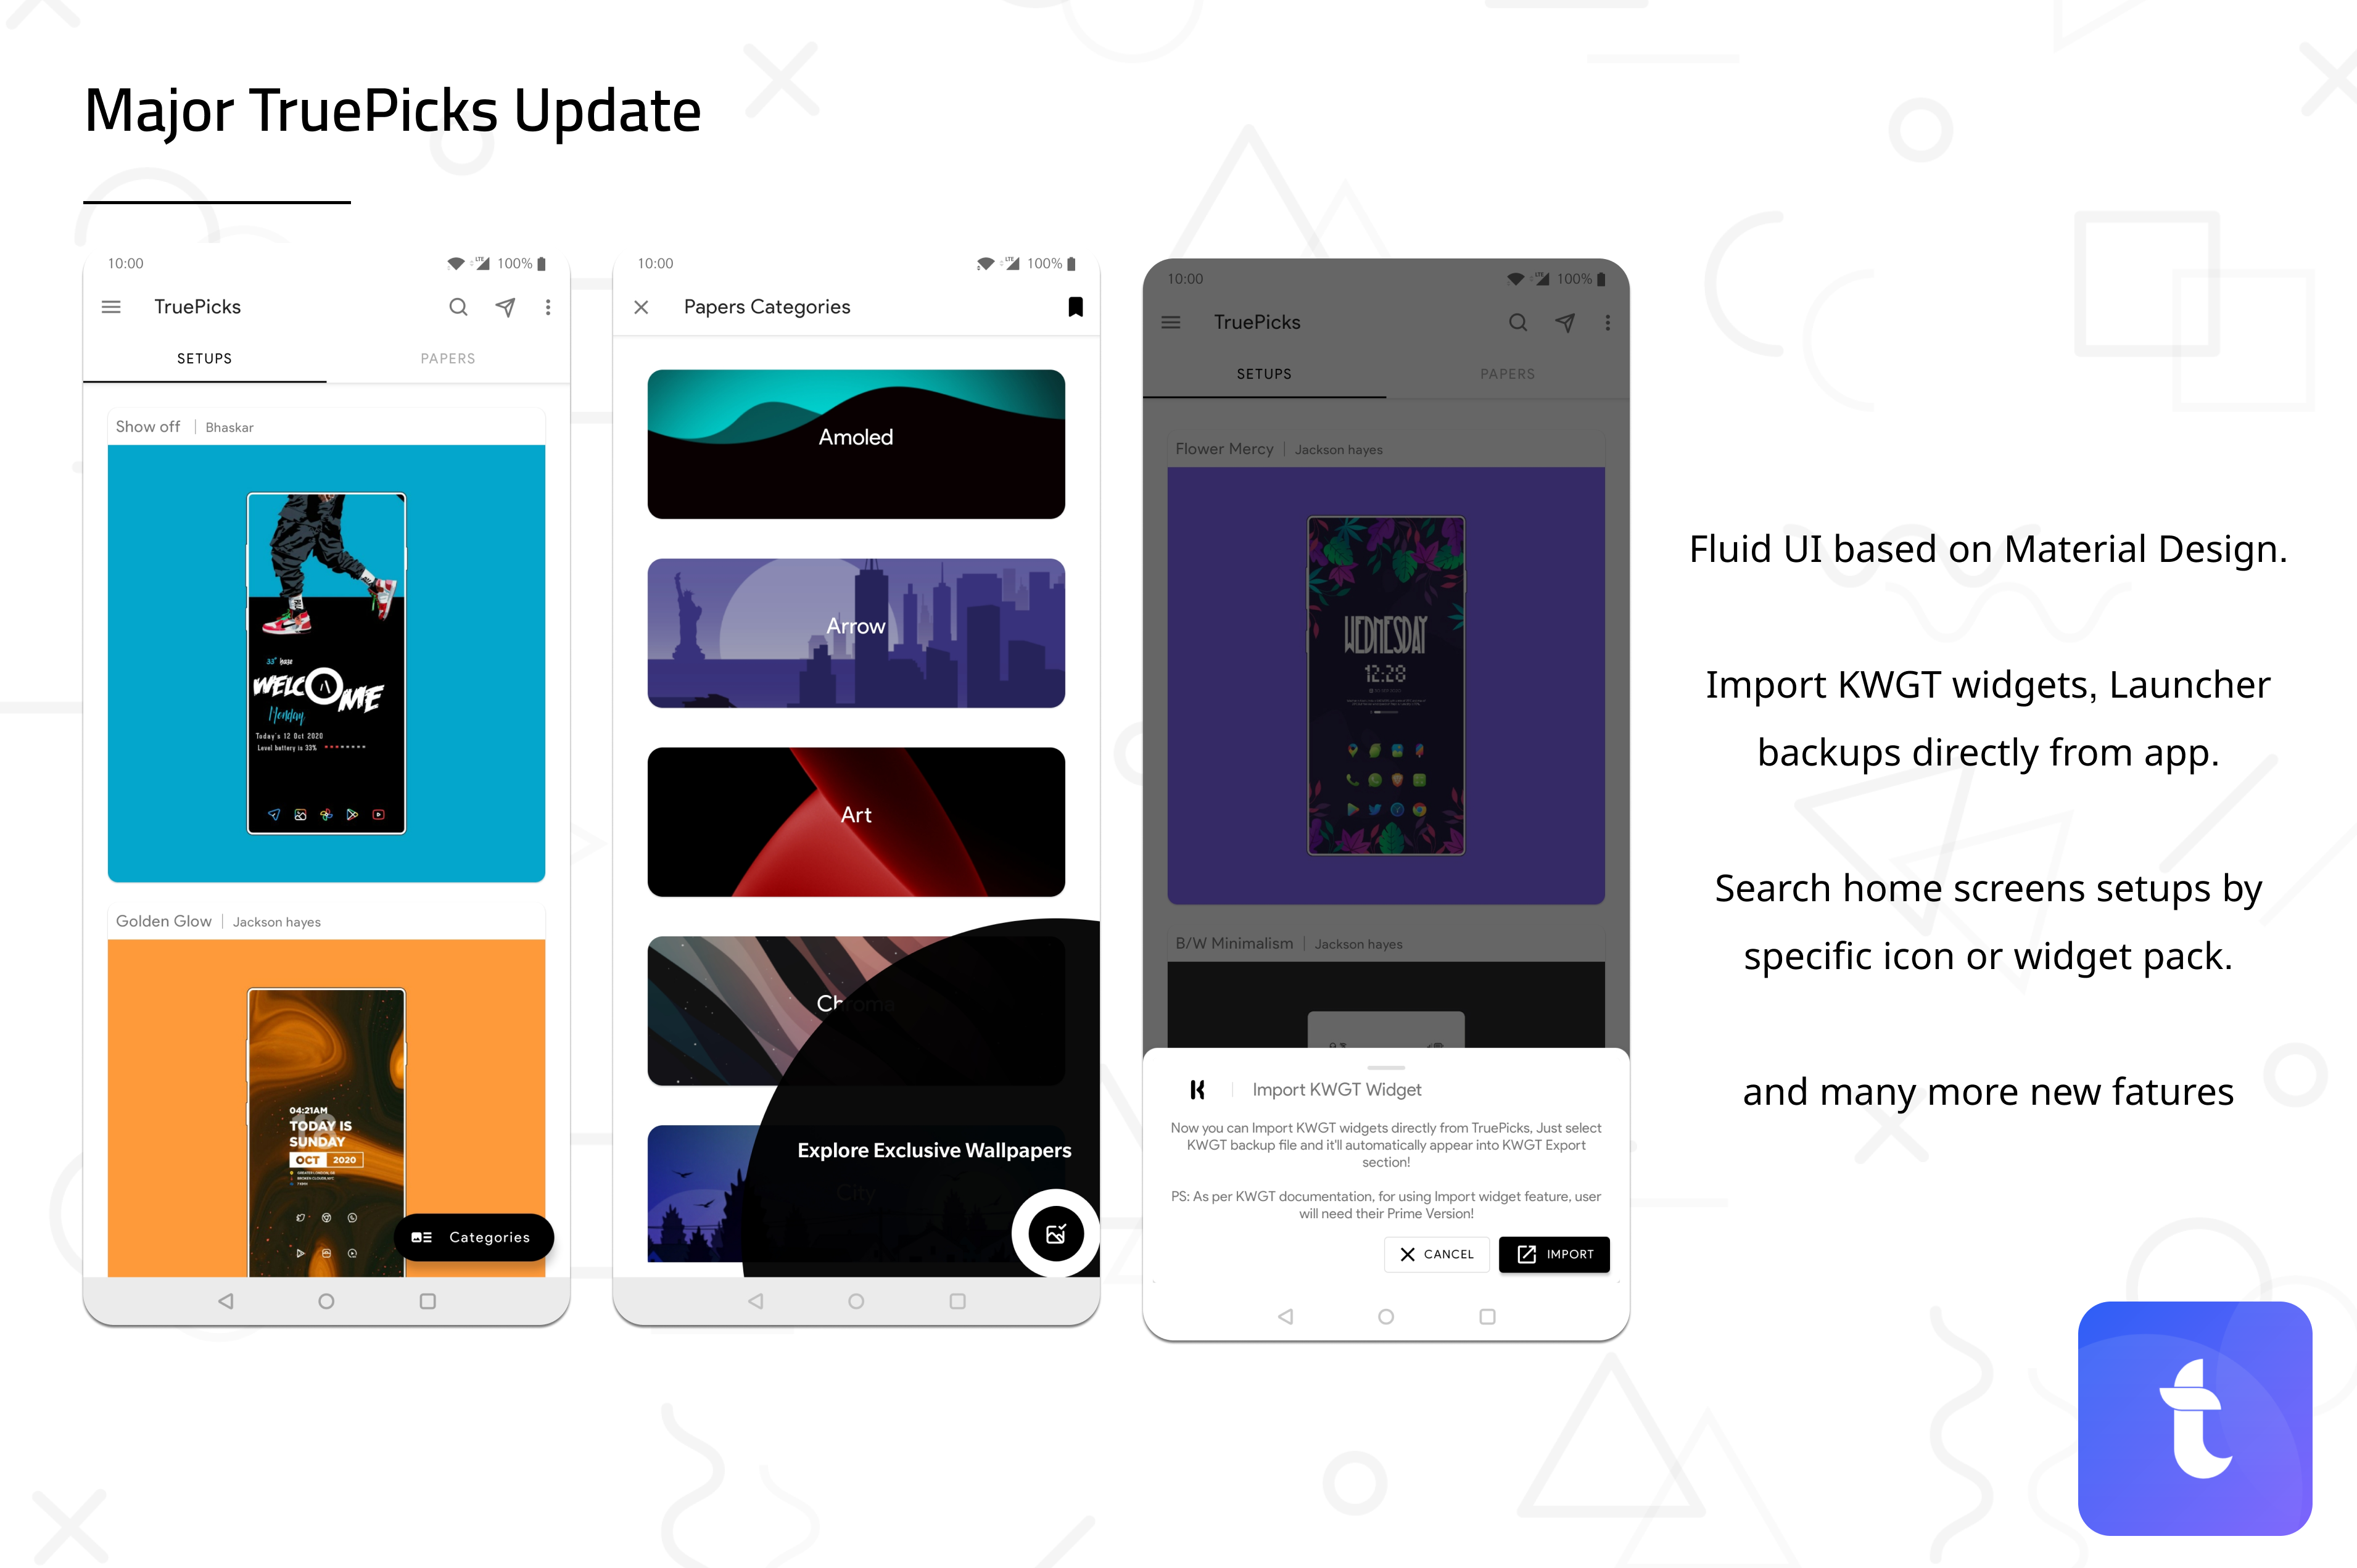 Major TruePicks Update
10:00
LTE
100%
TruePicks
SETUPS
PAPERS
Show off | Bhaskar
33° haze
WELCOME
Monday
Today's 12 Oct 2020
Level battery is 33%
Golden Glow | Jackson hayes
04:21AM
18
TODAY IS
SUNDAY
OCT 2020
Categories
10:00
LTE
100%
Papers Categories
Amoled
Arrow
Art
Chroma
Explore Exclusive Wallpapers
City
10:00
LTE
100%
TruePicks
SETUPS
PAPERS
Flower Mercy | Jackson hayes
WEDNESDAY
12:28
B/W Minimalism | Jackson hayes
Import KWGT Widget
Now you can Import KWGT widgets directly from TruePicks, Just select
KWGT backup file and it'll automatically appear into KWGT Export
section!
PS: As per KWGT documentation, for using Import widget feature, user
will need their Prime Version!
CANCEL
IMPORT
Fluid UI based on Material Design.
Import KWGT widgets, Launcher
backups directly from app.
Search home screens setups by
specific icon or widget pack.
and many more new fatures
t